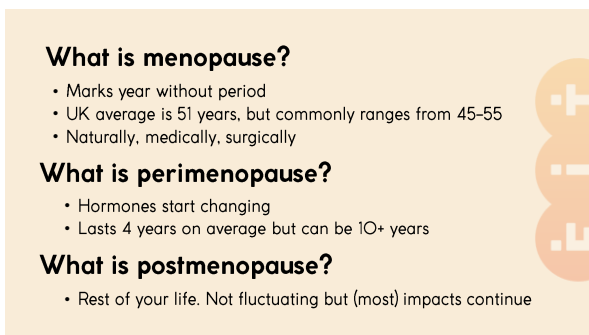 What is menopause?
• Marks year without period
• UK average is 51 years, but commonly ranges from 45-55
• Naturally, medically, surgically
What is perimenopause?
• Hormones start changing
• Lasts 4 years on average but can be 10+ years
What is postmenopause?
• Rest of your life. Not fluctuating but (most) impacts continue